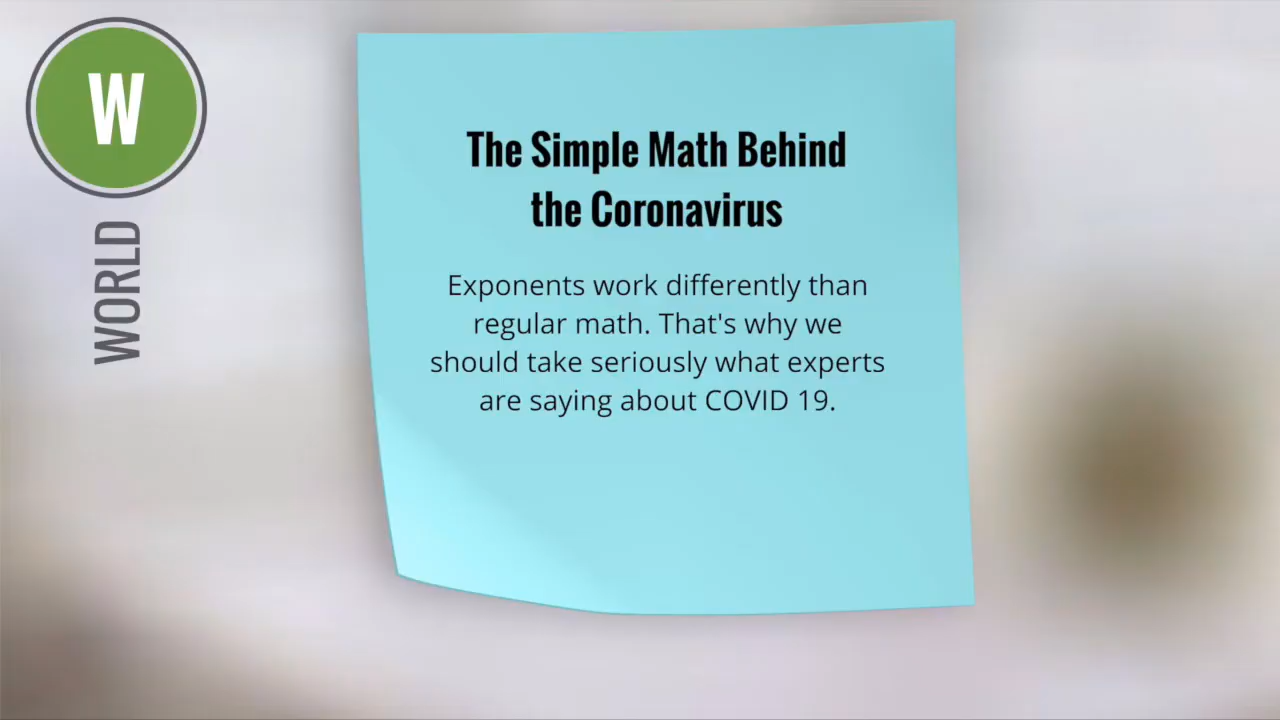 W
WORLD
The Simple Math Behind
the Coronavirus
Exponents work differently than
regular math. That's why we
should take seriously what experts
are saying about COVID 19.